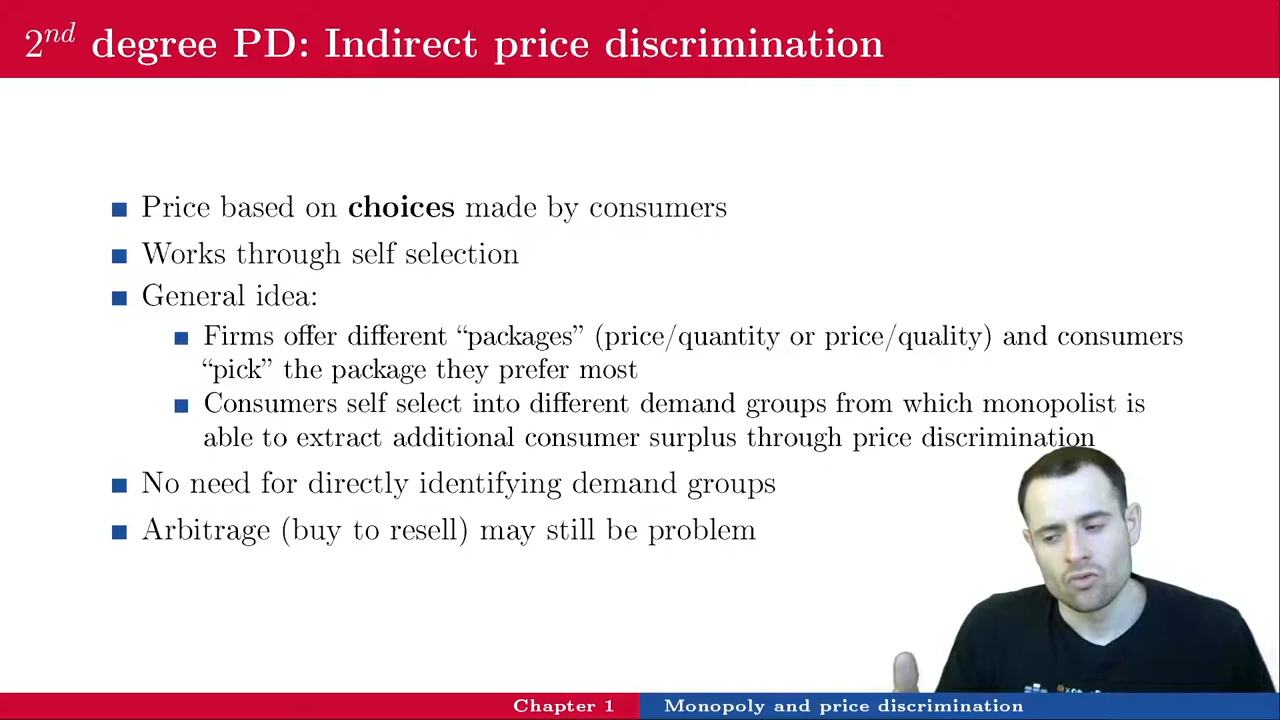 2nd degree PD: Indirect price discrimination
Price based on choices made by consumers
Works through self selection
General idea:
Firms offer different “packages” (price/quantity or price/quality) and consumers
“pick” the package they prefer most
Consumers self select into different demand groups from which monopolist is
able to extract additional consumer surplus through price discrimination
No need for directly identifying demand groups
Arbitrage (buy to resell) may still be problem
Chapter 1 Monopoly and price discrimination